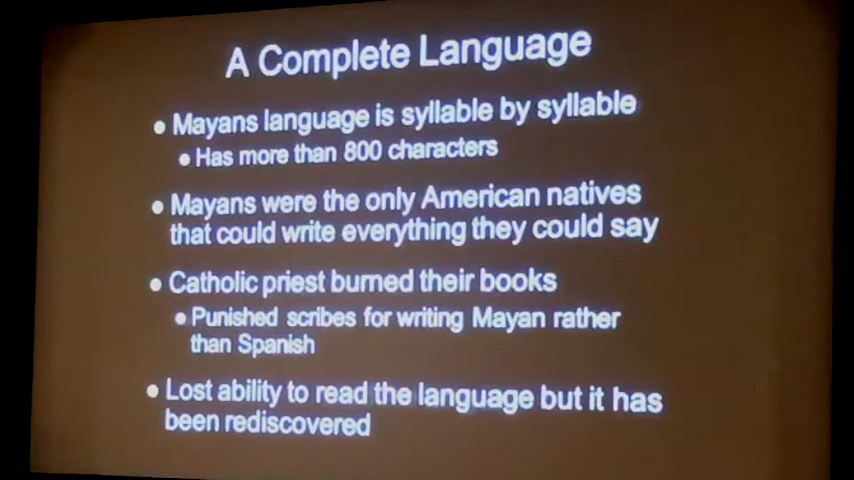 A Complete Language
• Mayans language is syllable by syllable
• Has more than 800 characters
• Mayans were the only American natives
that could write everything they could say
• Catholic priest burned their books
• Punished scribes for writing Mayan rather
than Spanish
• Lost ability to read the language but it has
been rediscovered